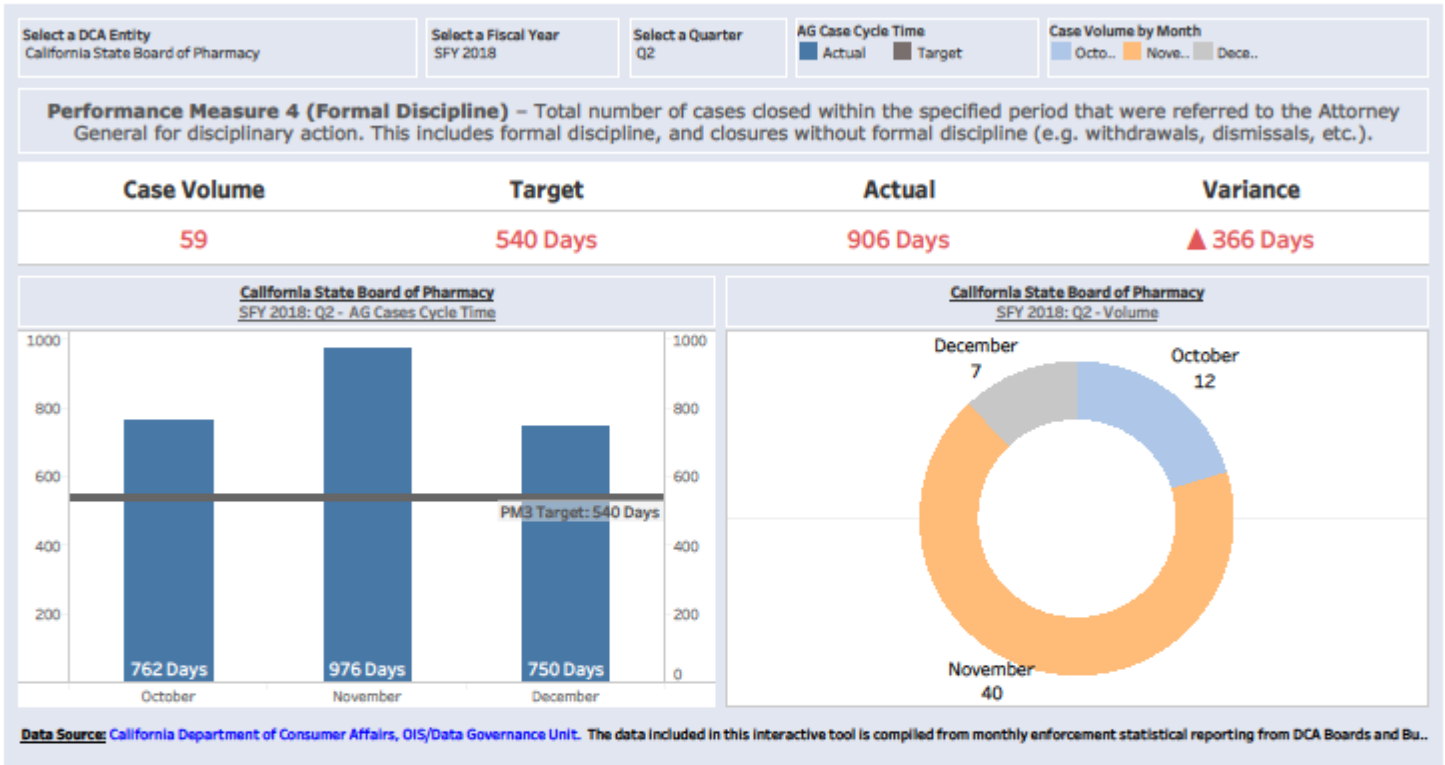 Select a DCA Entity
California State Board of Pharmacy
Select a Fiscal Year
SFY 2018
Select a Quarter
Q2
AG Case Cycle Time
Actual Target
Case Volume by Month
Octo.. Nove.. Dece..
Performance Measure 4 (Formal Discipline) – Total number of cases closed within the specified period that were referred to the Attorney
General for disciplinary action. This includes formal discipline, and closures without formal discipline (e.g. withdrawals, dismissals, etc.).
Case Volume Target Actual Variance
59 540 Days 906 Days ▲ 366 Days
California State Board of Pharmacy
SFY 2018: Q2 - AG Cases Cycle Time
1000 1000
800 800
600 600
PM3 Target: 540 Days
400 400
200 200
762 Days 976 Days 750 Days 0
October November December
California State Board of Pharmacy
SFY 2018: Q2 - Volume
December
7
October
12
November
40
Data Source: California Department of Consumer Affairs, OIS/Data Governance Unit. The data included in this interactive tool is compiled from monthly enforcement statistical reporting from DCA Boards and Bu..